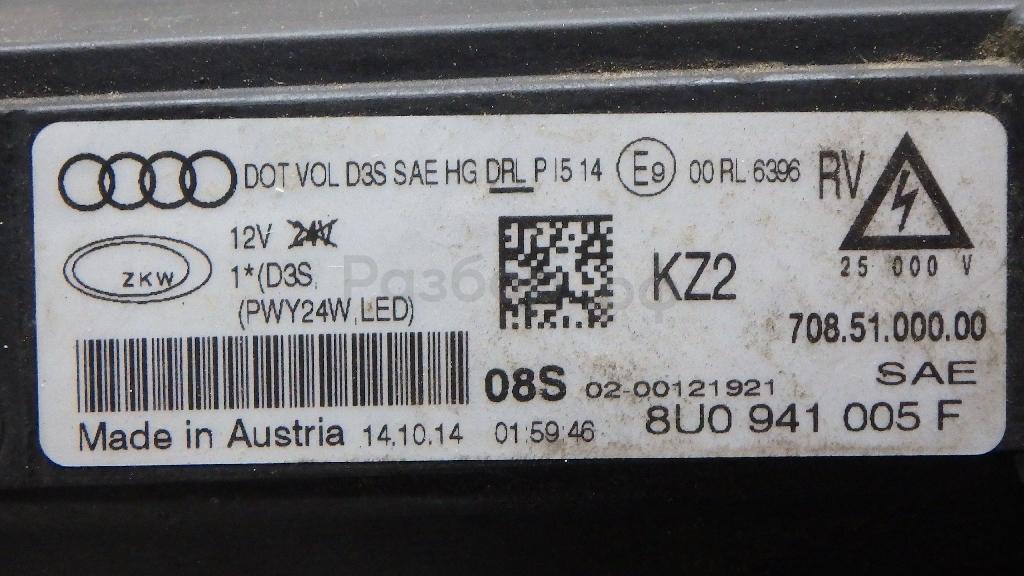 DOT VOL D3S SAE HG DRL P I5 14 E9 00 RL 6396 RV
12V 24V
ZKW
1*(D3S,
(PWY24W,LED)
KZ2
25 000 V
708.51.000.00
SAE
08S 02-00121921
8U0 941 005 F
Made in Austria 14.10.14 01:59:46